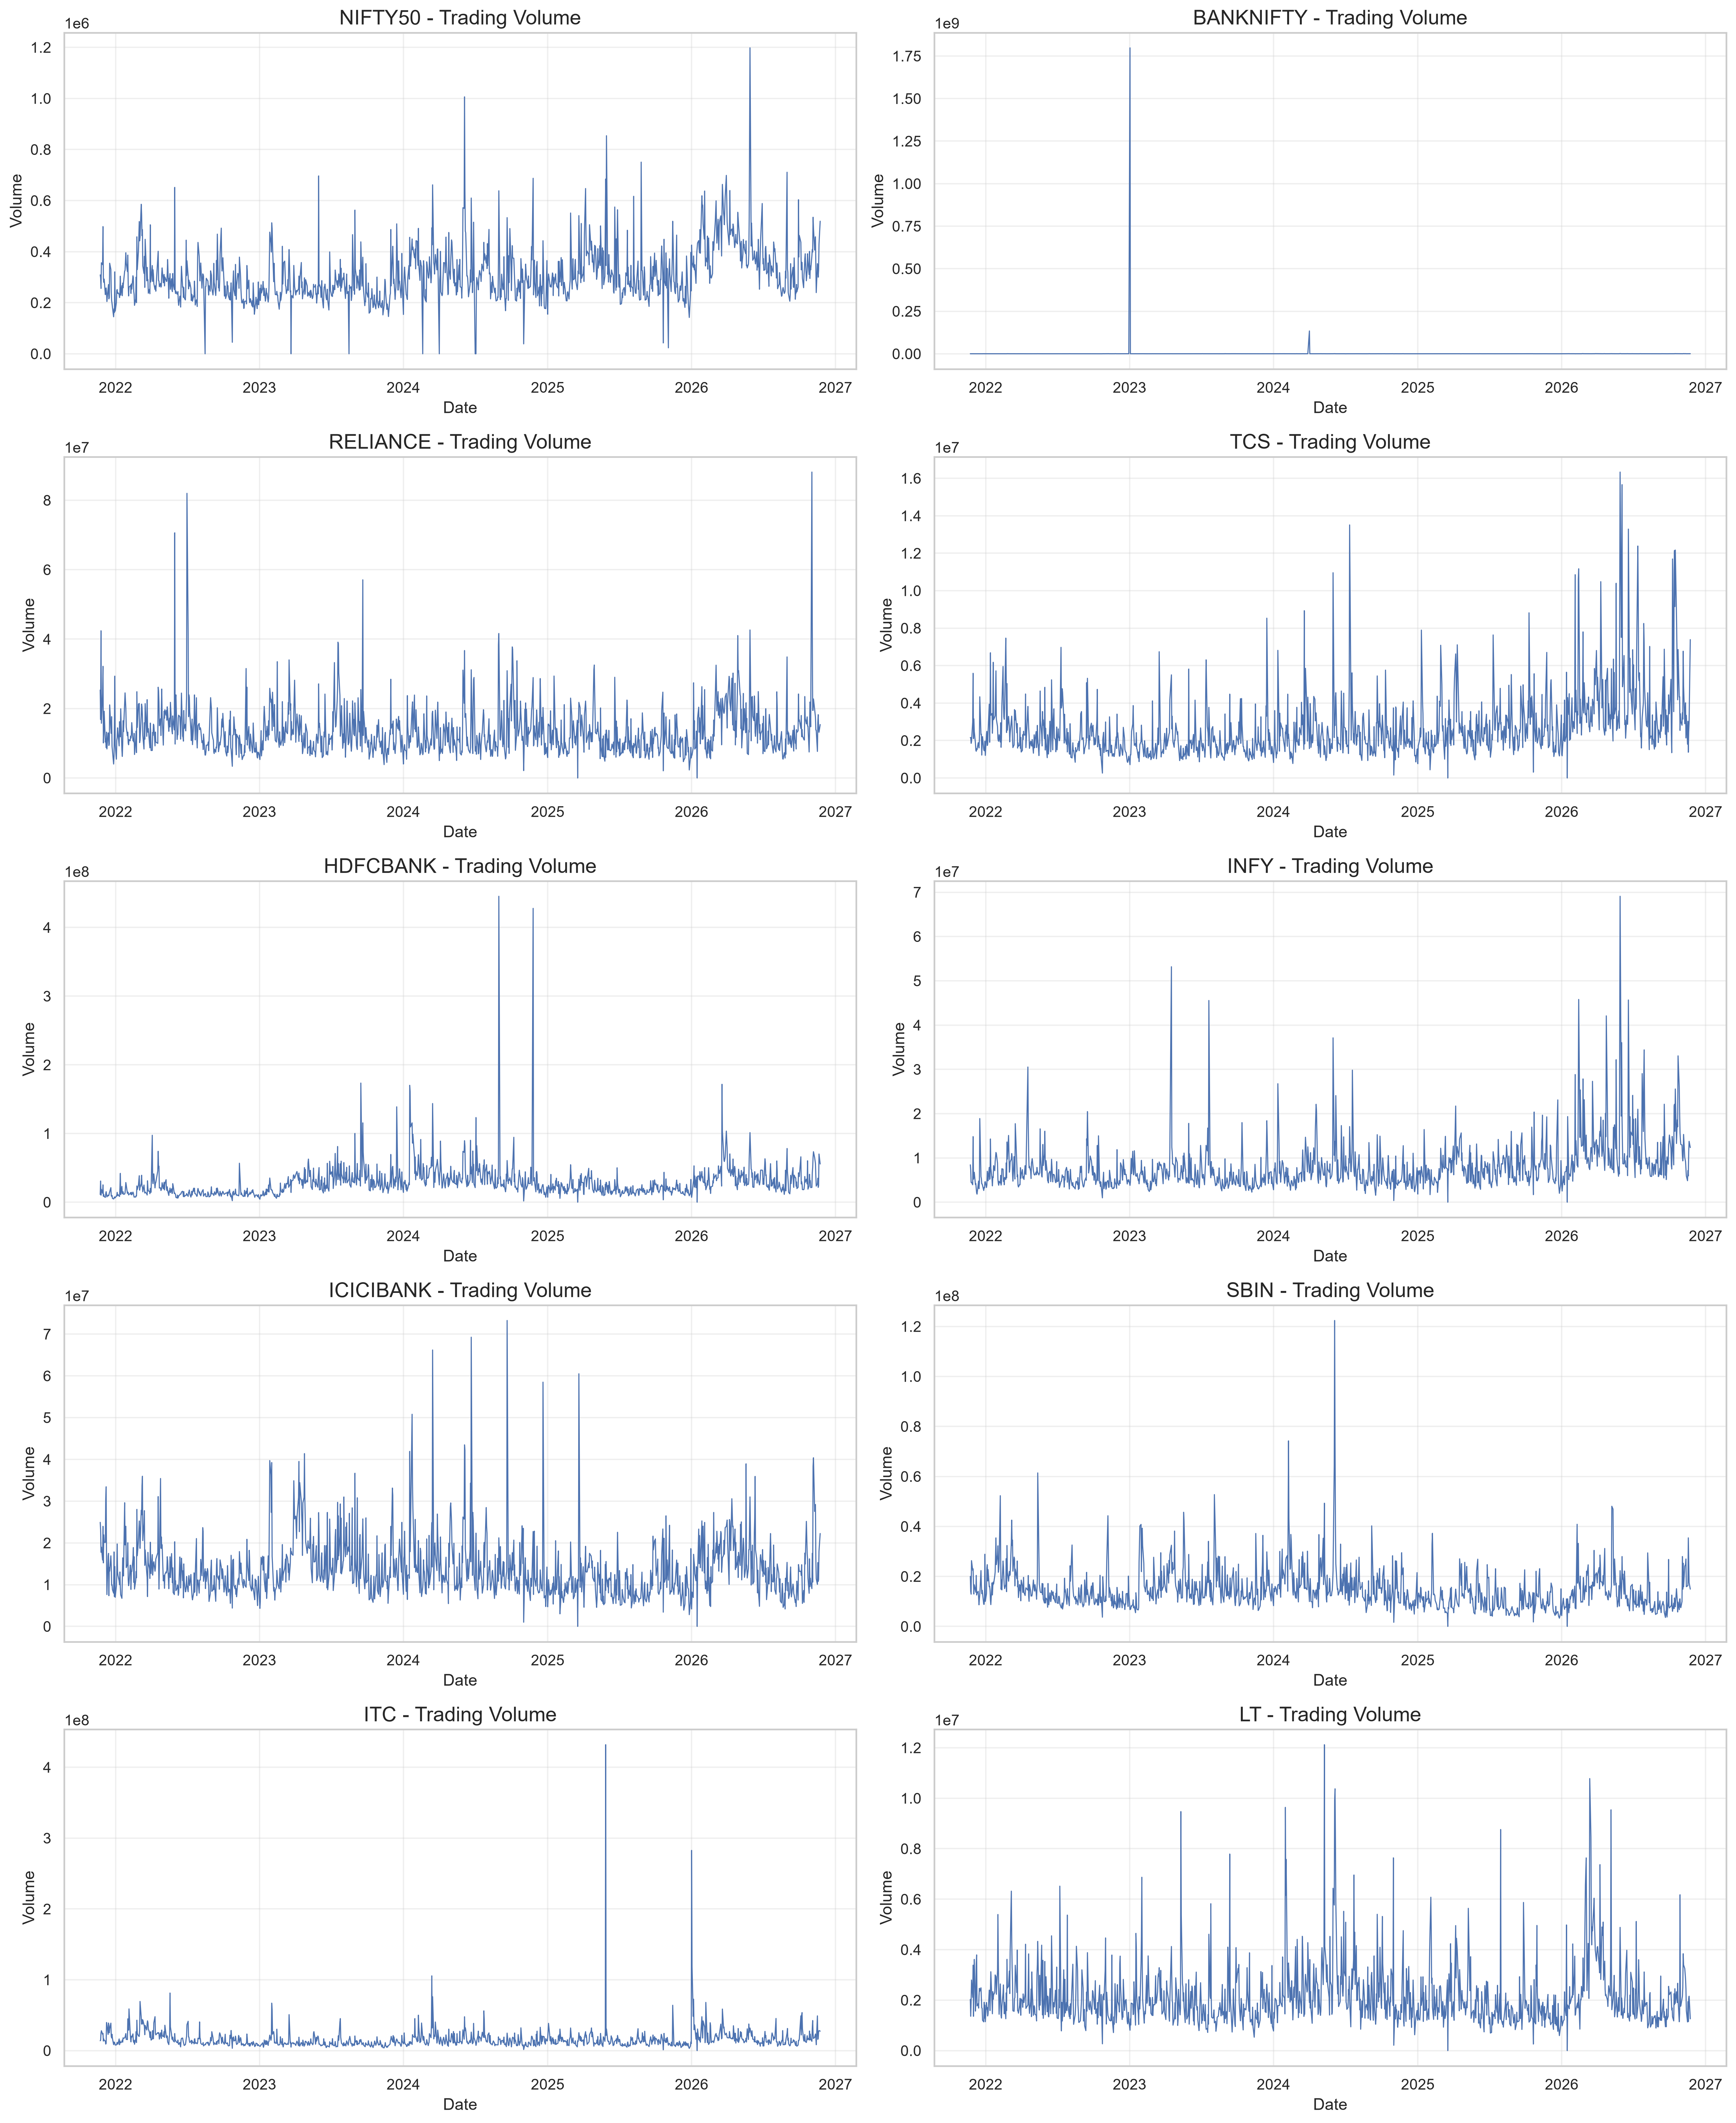 NIFTY50 - Trading Volume
1e6
1.2
1.0
0.8
0.6
0.4
0.2
0.0
Volume
2022 2023 2024 2025 2026 2027
Date
BANKNIFTY - Trading Volume
1e9
1.75
1.50
1.25
1.00
0.75
0.50
0.25
0.00
Volume
2022 2023 2024 2025 2026 2027
Date
RELIANCE - Trading Volume
1e7
8
6
4
2
0
Volume
2022 2023 2024 2025 2026 2027
Date
TCS - Trading Volume
1e7
1.6
1.4
1.2
1.0
0.8
0.6
0.4
0.2
0.0
Volume
2022 2023 2024 2025 2026 2027
Date
HDFCBANK - Trading Volume
1e8
4
3
2
1
0
Volume
2022 2023 2024 2025 2026 2027
Date
INFY - Trading Volume
1e7
7
6
5
4
3
2
1
0
Volume
2022 2023 2024 2025 2026 2027
Date
ICICIBANK - Trading Volume
1e7
7
6
5
4
3
2
1
0
Volume
2022 2023 2024 2025 2026 2027
Date
SBIN - Trading Volume
1e8
1.2
1.0
0.8
0.6
0.4
0.2
0.0
Volume
2022 2023 2024 2025 2026 2027
Date
ITC - Trading Volume
1e8
4
3
2
1
0
Volume
2022 2023 2024 2025 2026 2027
Date
LT - Trading Volume
1e7
1.2
1.0
0.8
0.6
0.4
0.2
0.0
Volume
2022 2023 2024 2025 2026 2027
Date